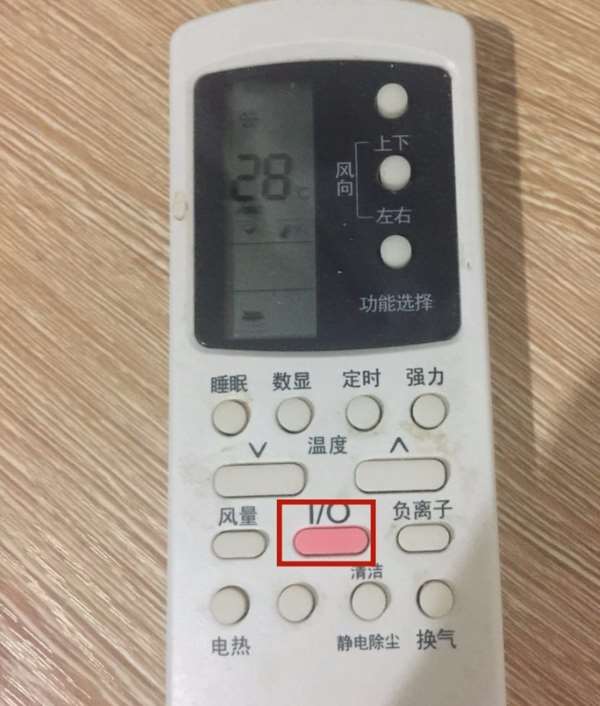 28°C
上下
风向
左右
功能选择
睡眠 数显 定时 强力
∨ 温度 ∧
风量 I/O 负离子
清洁
电热 静电除尘 换气